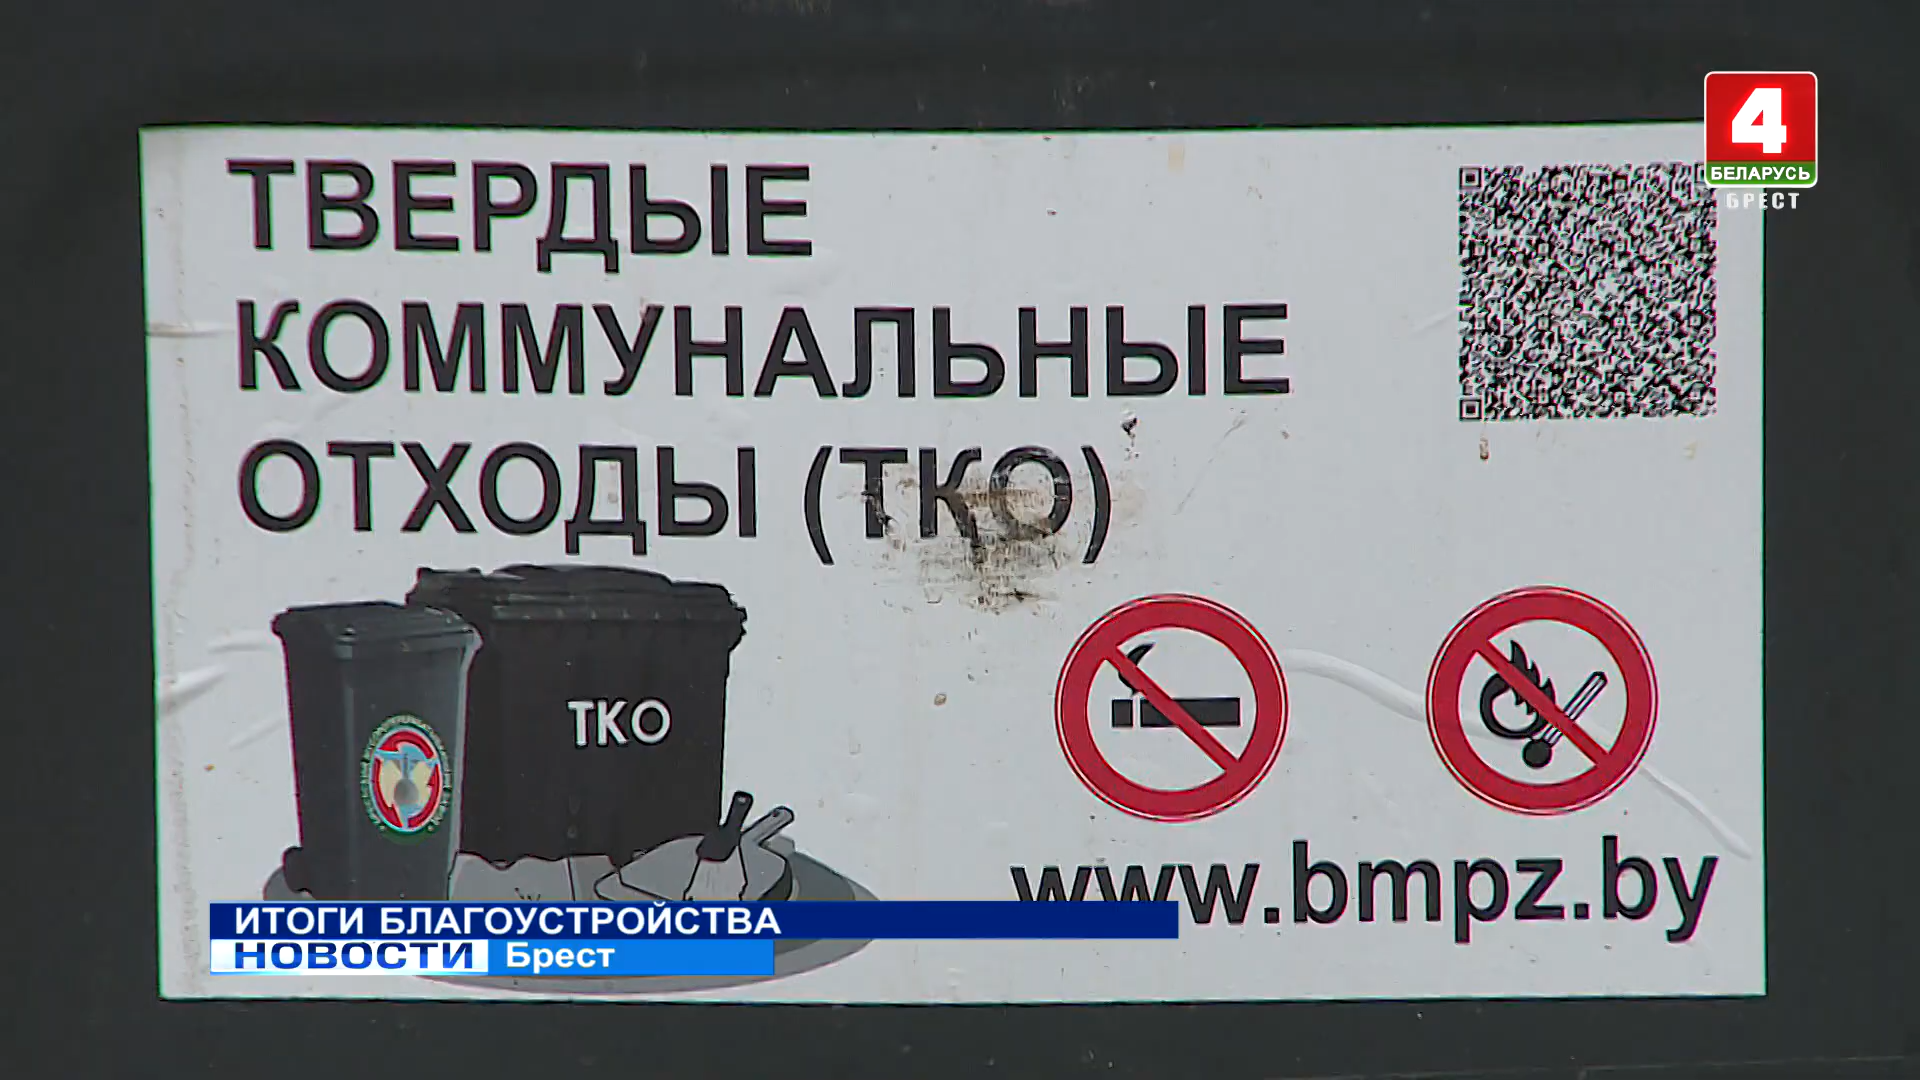 4
БЕЛАРУСЬ
БРЕСТ
ТВЕРДЫЕ
КОММУНАЛЬНЫЕ
ОТХОДЫ (ТКО)
ТКО
www.bmpz.by
ИТОГИ БЛАГОУСТРОЙСТВА
НОВОСТИ Брест